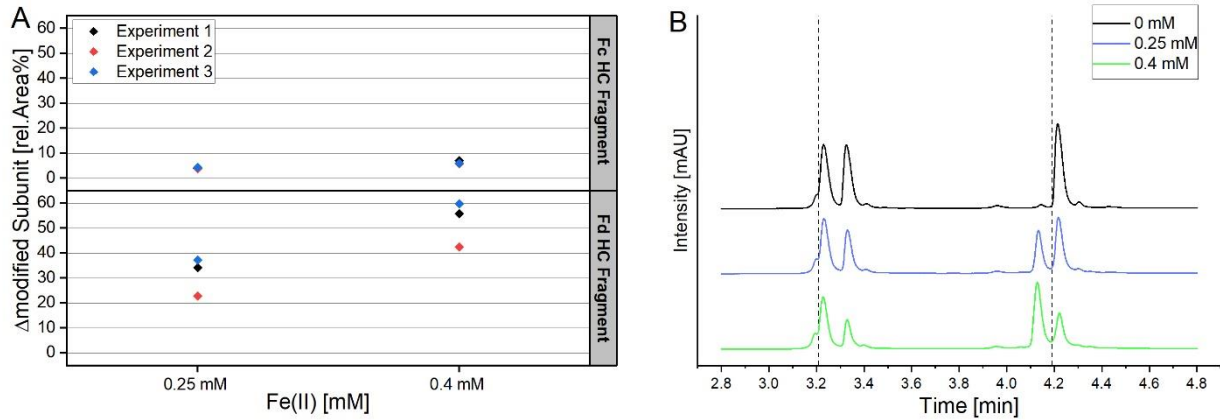 A
Δmodified Subunit [rel.Area%]
60
50
40
30
20
10
0
60
50
40
30
20
10
0
Experiment 1
Experiment 2
Experiment 3
Fc HC Fragment
Fd HC Fragment
0.25 mM
0.4 mM
Fe(II) [mM]
B
Intensity [mAU]
0 mM
0.25 mM
0.4 mM
2.8 3.0 3.2 3.4 3.6 3.8 4.0 4.2 4.4 4.6 4.8
Time [min]